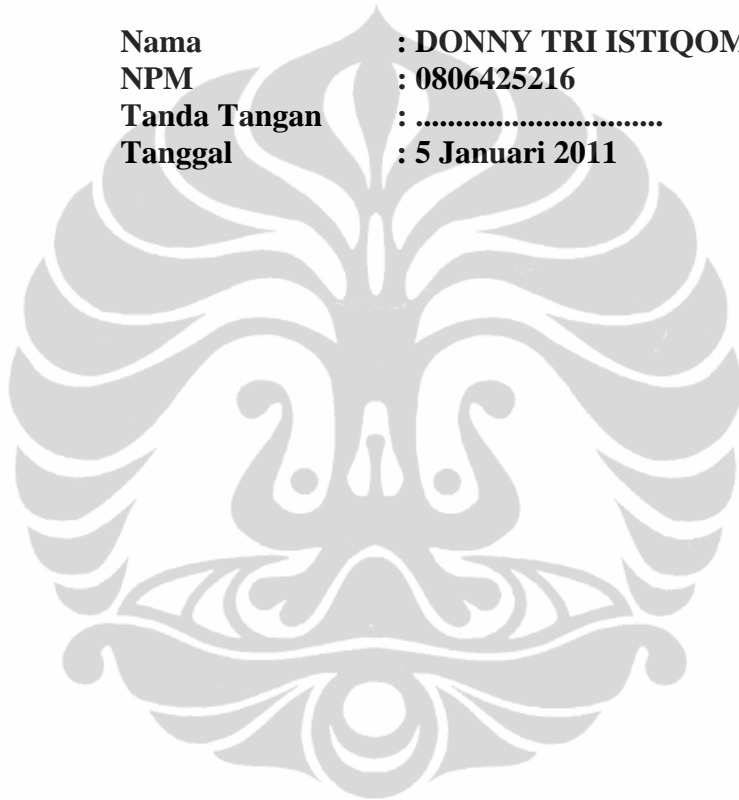 Nama : DONNY TRI ISTIQOM
NPM : 0806425216
Tanda Tangan : ...............................
Tanggal : 5 Januari 2011